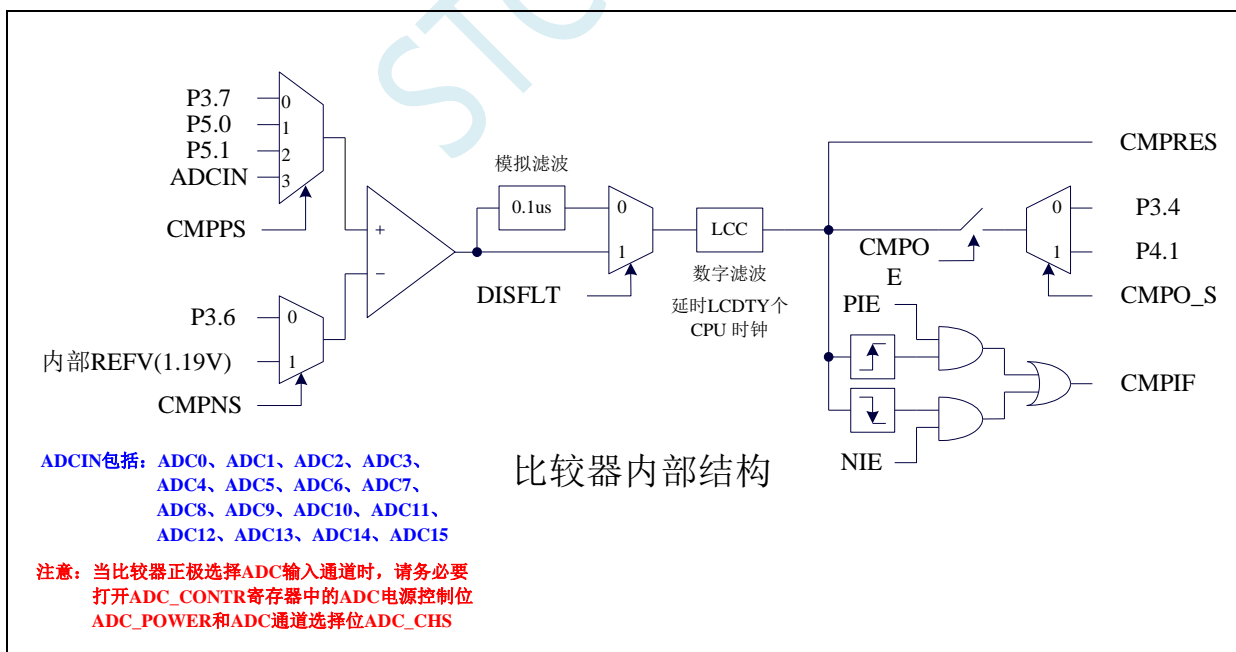 STC
P3.7
P5.0
P5.1
ADCIN
0
1
2
3
CMPPS
P3.6
内部REFV(1.19V)
0
1
CMPNS
+
−
模拟滤波
0.1us
0
1
DISFLT
LCC
数字滤波
延时LCDTY个
CPU 时钟
CMPRES
CMPO
E
0
1
P3.4
P4.1
CMPO_S
PIE
NIE
CMPIF
比较器内部结构
ADCIN包括：ADC0、ADC1、ADC2、ADC3、
ADC4、ADC5、ADC6、ADC7、
ADC8、ADC9、ADC10、ADC11、
ADC12、ADC13、ADC14、ADC15
注意：当比较器正极选择ADC输入通道时，请务必要
打开ADC_CONTR寄存器中的ADC电源控制位
ADC_POWER和ADC通道选择位ADC_CHS